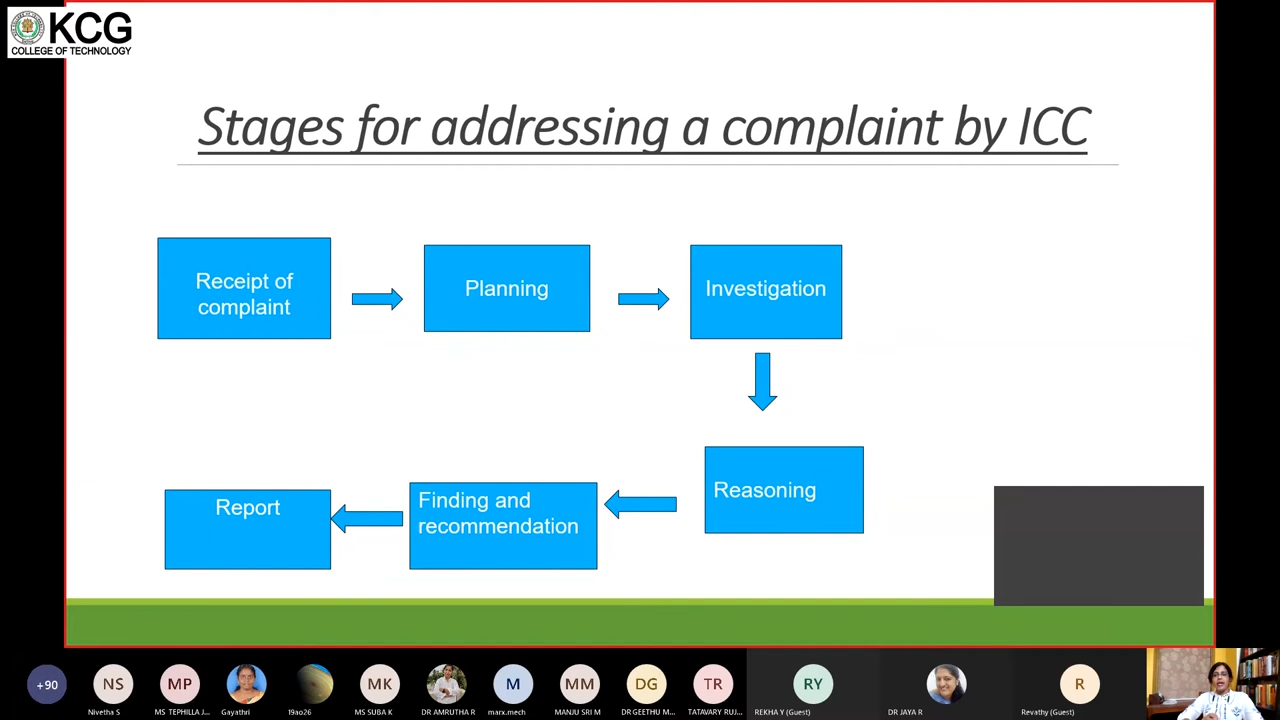 KCG
COLLEGE OF TECHNOLOGY
Stages for addressing a complaint by ICC
Receipt of
complaint
Planning
Investigation
Reasoning
Finding and
recommendation
Report
+90
NS
MP
MK
M
MM
DG
TR
RY
R
Nivetha S
MS TEPHILLA J...
Gayathri
19ao26
MS SUBA K
DR AMRUTHA R
marx.mech
MANJU SRI M
DR GEETHU M...
TATAVARY RUJ...
REKHA Y (Guest)
DR JAYA R
Revathy (Guest)